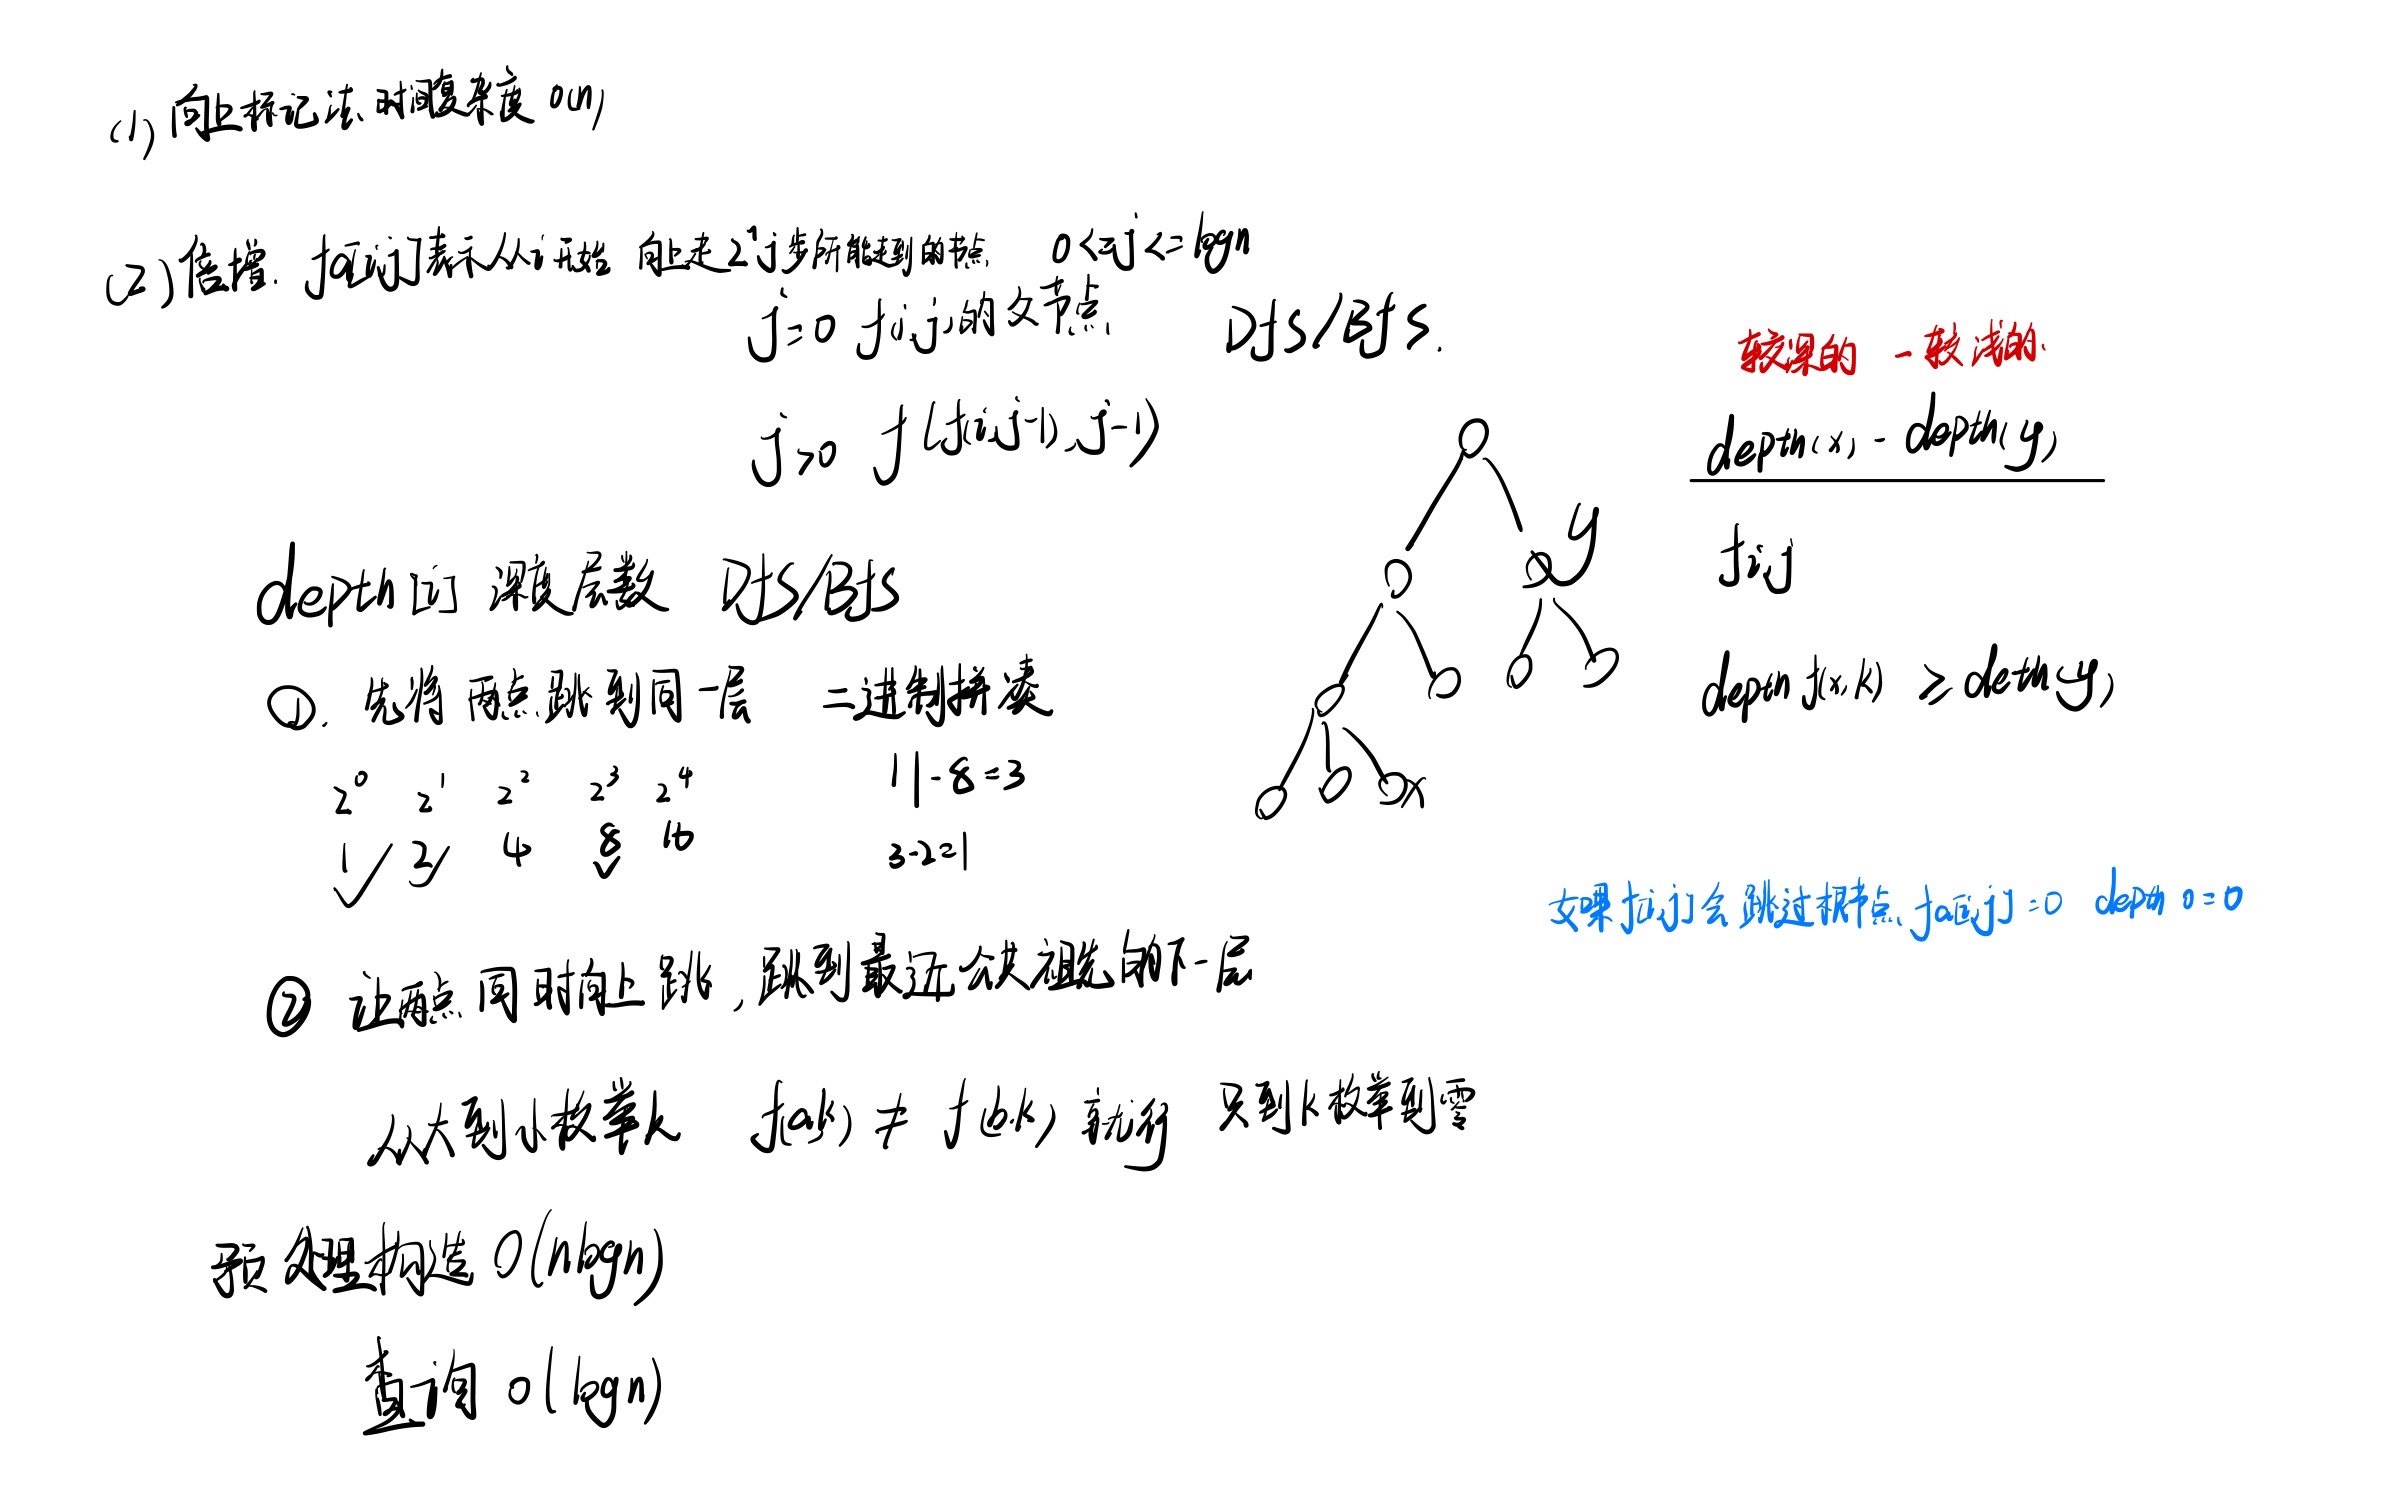 (1) 向上标记法 时间复杂度 O(n)
(2) 倍增. fa[i,j]表示从i开始 向上走2^j步所能走到的节点 0<=j<=logn
j=0 f(i,j)的父节点 Dfs/Bfs.
j>0 f(f(i,j-1),j-1)
较深的 - 较浅的.
depth(x) - depth(y)
y
f i,j
depth[i] 深度层数 Dfs/Bfs
depth f(x,k) ≥ deth(y)
①. 先将两点跳到同一层 二进制拼凑
2^0 2^1 2^2 2^3 2^4 11-8=3
1 2 4 8 16 3-2=1
x
如果f[i,j]会跳过根节点, fa[i,j]=0 depth 0=0
② 让两点同时向上跳, 跳到最近公共祖先的下一层
从大到小枚举k f(a,k) ≠ f(b,k) 就行 只到k枚举到零
预处理构造 O(nlogn)
查询 O(logn)